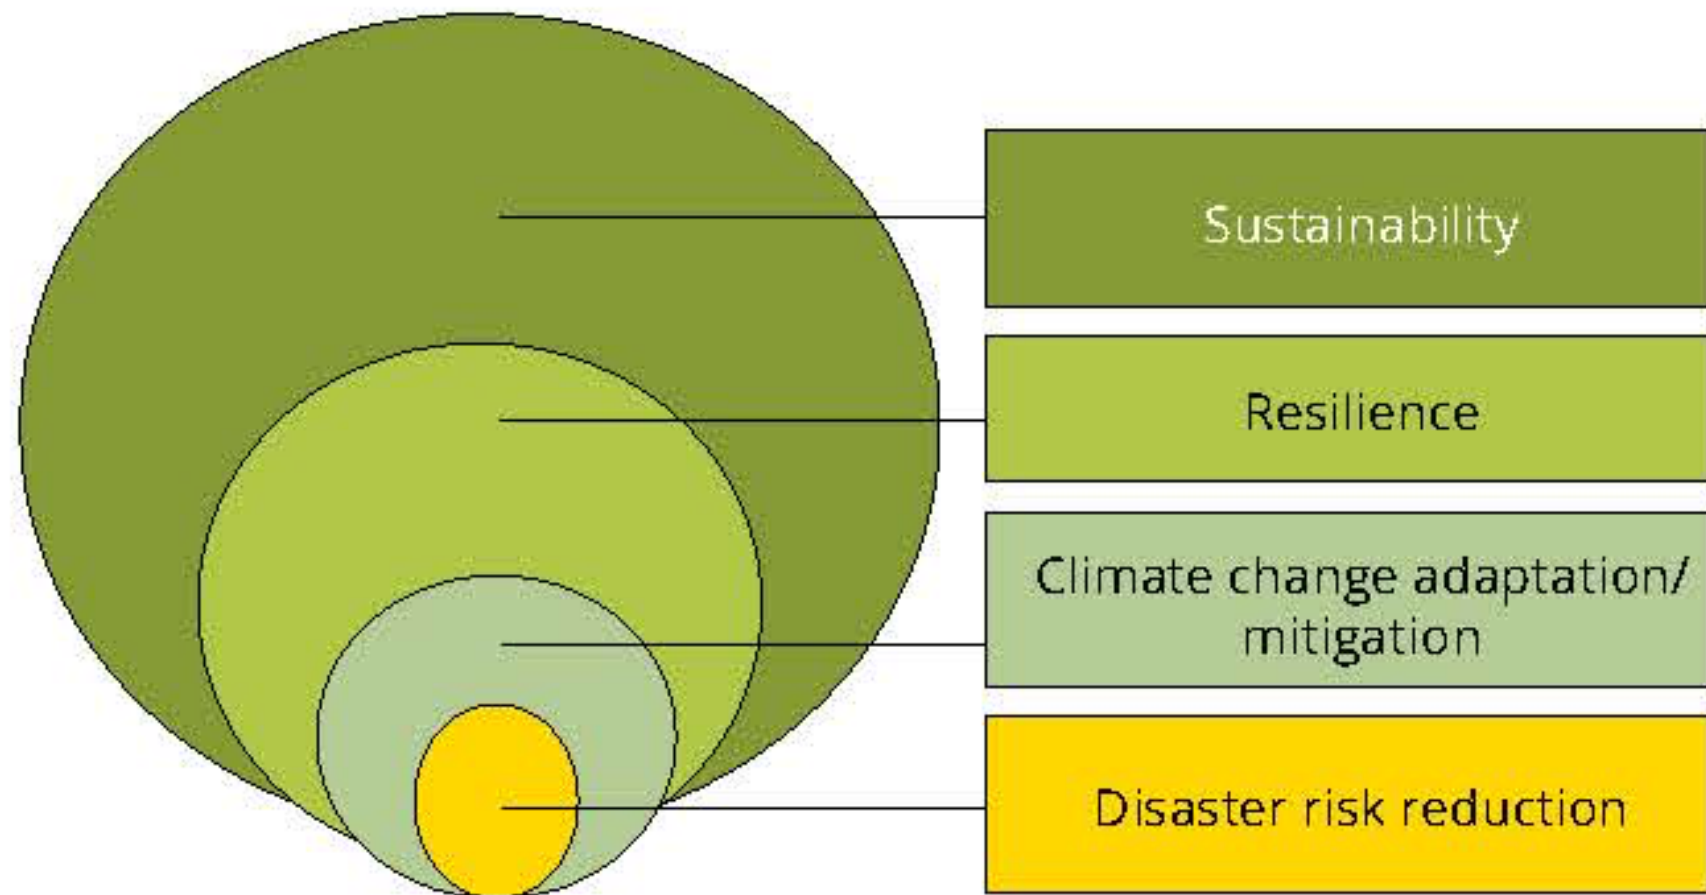 Sustainability
Resilience
Climate change adaptation/
mitigation
Disaster risk reduction